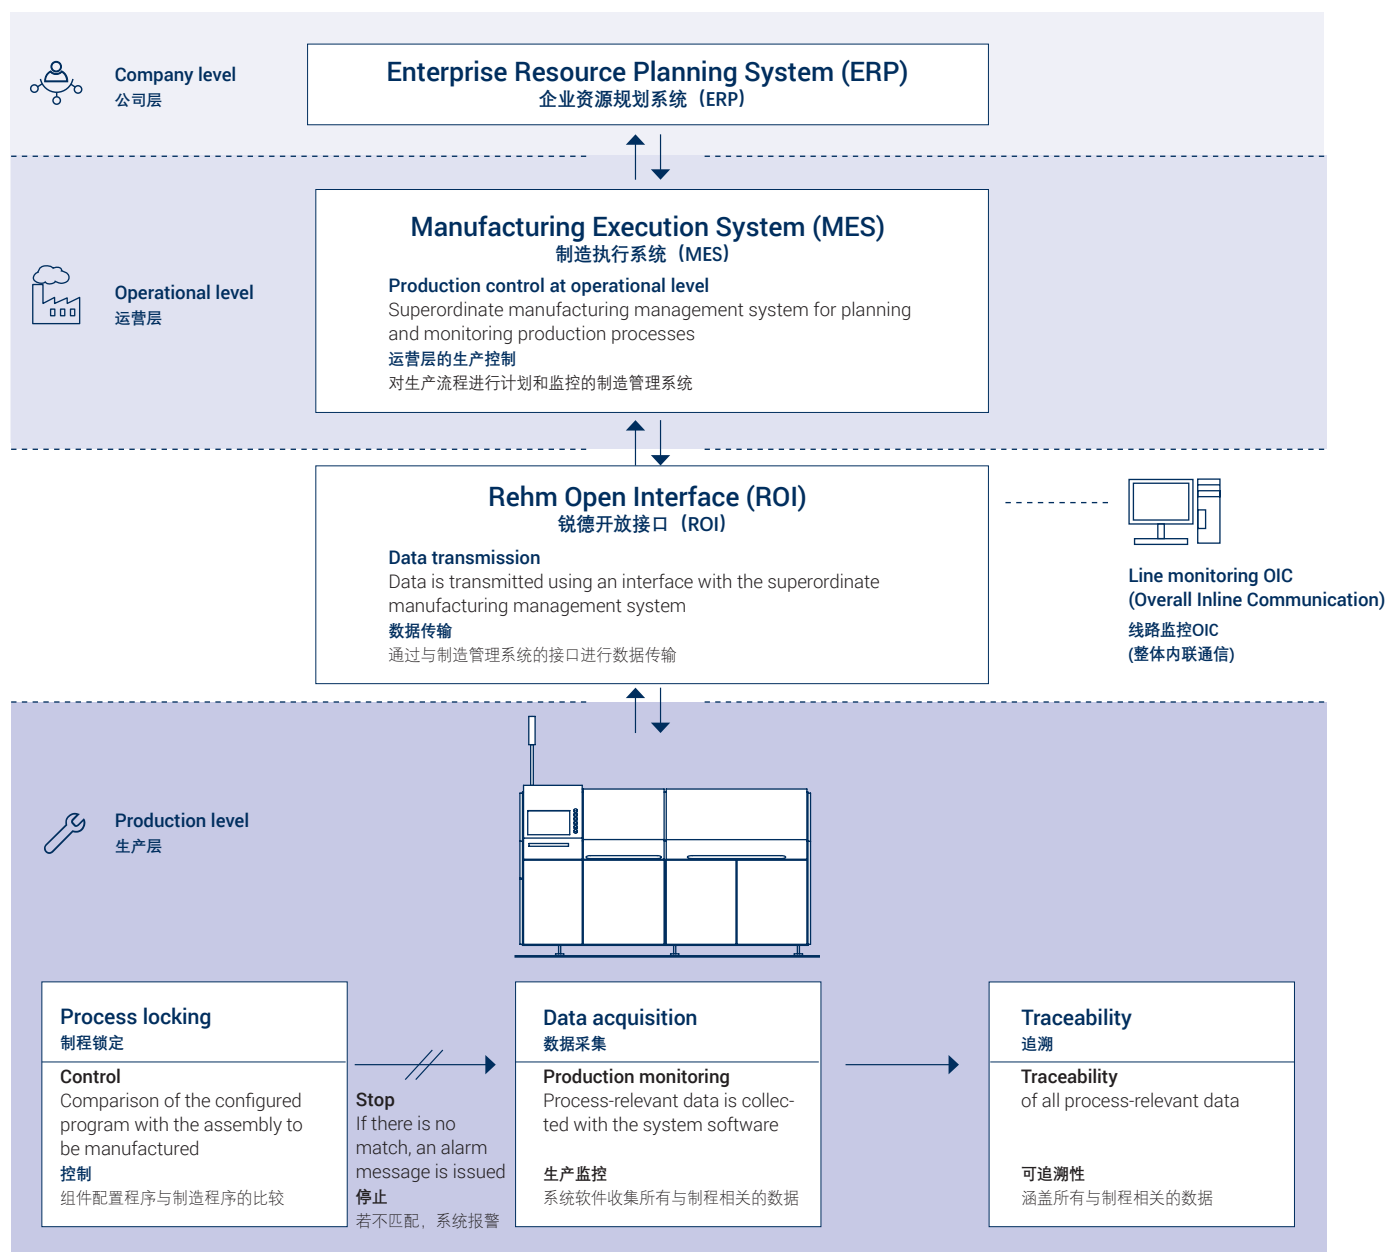 Company level
公司层
Enterprise Resource Planning System (ERP)
企业资源规划系统（ERP）
Operational level
运营层
Manufacturing Execution System (MES)
制造执行系统（MES）
Production control at operational level
Superordinate manufacturing management system for planning
and monitoring production processes
运营层的生产控制
对生产流程进行计划和监控的制造管理系统
Rehm Open Interface (ROI)
锐德开放接口（ROI）
Data transmission
Data is transmitted using an interface with the superordinate
manufacturing management system
数据传输
通过与制造管理系统的接口进行数据传输
Line monitoring OIC
(Overall Inline Communication)
线路监控OIC
(整体内联通信)
Production level
生产层
Process locking
制程锁定
Control
Comparison of the configured
program with the assembly to
be manufactured
控制
组件配置程序与制造程序的比较
Stop
If there is no
match, an alarm
message is issued
停止
若不匹配，系统报警
Data acquisition
数据采集
Production monitoring
Process-relevant data is collec-
ted with the system software
生产监控
系统软件收集所有与制程相关的数据
Traceability
追溯
Traceability
of all process-relevant data
可追溯性
涵盖所有与制程相关的数据